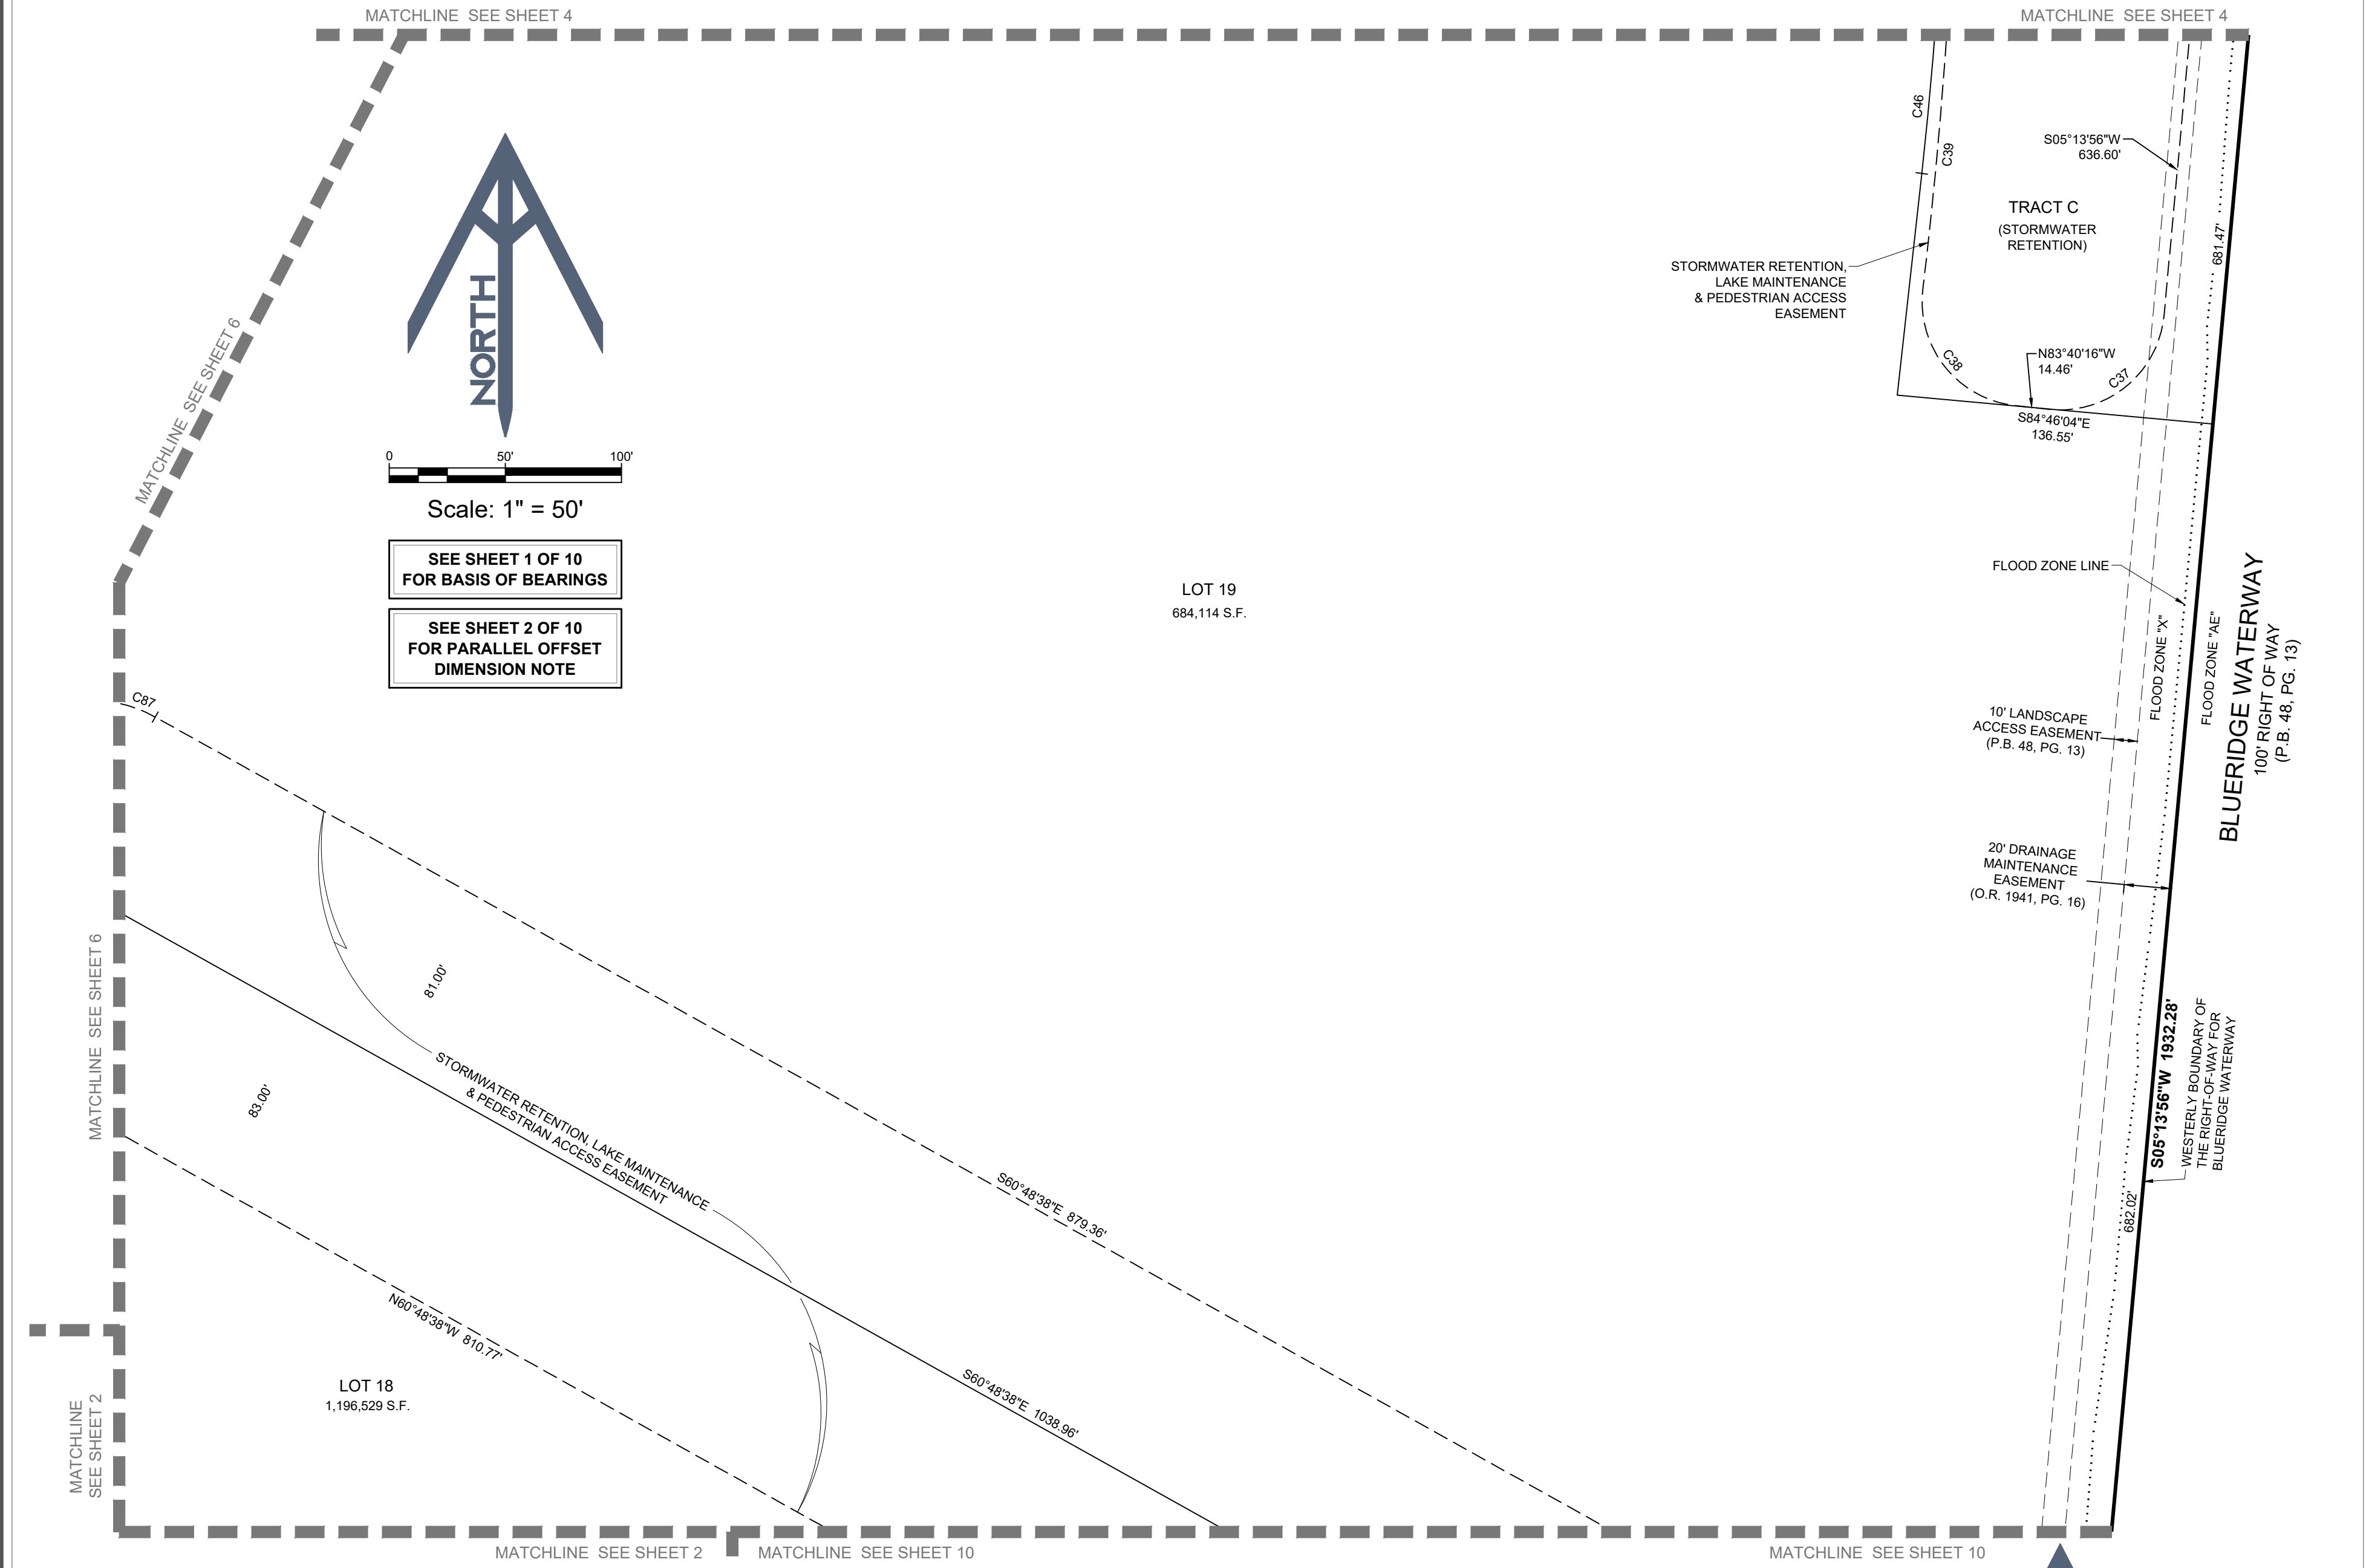 MATCHLINE  SEE SHEET 4
MATCHLINE  SEE SHEET 4
MATCHLINE  SEE SHEET 6
NORTH
0
50'
100'
Scale: 1" = 50'
SEE SHEET 1 OF 10
FOR BASIS OF BEARINGS
SEE SHEET 2 OF 10
FOR PARALLEL OFFSET
DIMENSION NOTE
C46
C39
S05°13'56"W
636.60'
TRACT C
(STORMWATER
RETENTION)
681.47'
STORMWATER RETENTION,
LAKE MAINTENANCE
& PEDESTRIAN ACCESS
EASEMENT
C38
N83°40'16"W
14.46'
C37
S84°46'04"E
136.55'
LOT 19
684,114 S.F.
FLOOD ZONE LINE
FLOOD ZONE "X"
FLOOD ZONE "AE"
BLUERIDGE WATERWAY
100' RIGHT OF WAY
(P.B. 48, PG. 13)
10' LANDSCAPE
ACCESS EASEMENT
(P.B. 48, PG. 13)
20' DRAINAGE
MAINTENANCE
EASEMENT
(O.R. 1941, PG. 16)
C87
MATCHLINE  SEE SHEET 6
81.00'
83.00'
STORMWATER RETENTION, LAKE MAINTENANCE
& PEDESTRIAN ACCESS EASEMENT
S60°48'38"E  879.36'
S05°13'56"W  1932.28'
WESTERLY BOUNDARY OF
THE RIGHT-OF-WAY FOR
BLUERIDGE WATERWAY
682.02'
N60°48'38"W  810.77'
S60°48'38"E  1038.96'
LOT 18
1,196,529 S.F.
MATCHLINE
SEE SHEET 2
MATCHLINE  SEE SHEET 2
MATCHLINE  SEE SHEET 10
MATCHLINE  SEE SHEET 10